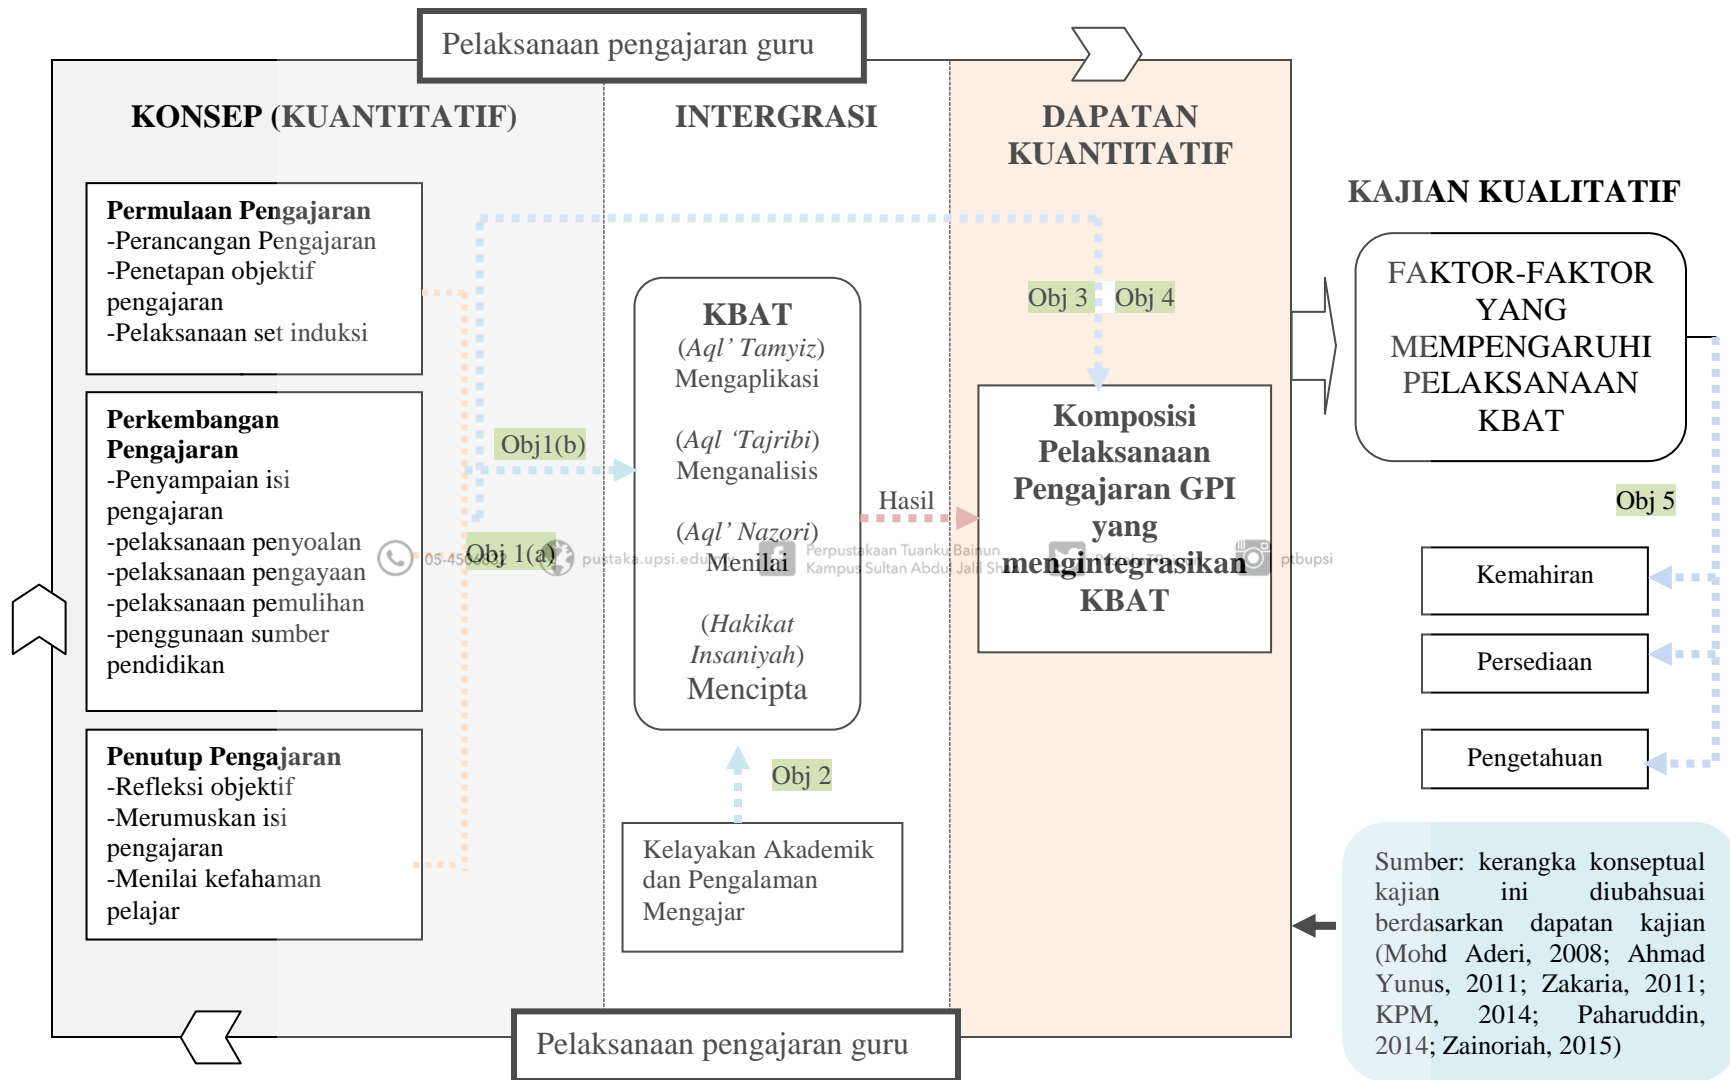 Pelaksanaan pengajaran guru
KONSEP (KUANTITATIF)
INTERGRASI
DAPATAN
KUANTITATIF
KAJIAN KUALITATIF
Permulaan Pengajaran
-Perancangan Pengajaran
-Penetapan objektif
pengajaran
-Pelaksanaan set induksi
Perkembangan
Pengajaran
-Penyampaian isi
pengajaran
-pelaksanaan penyoalan
-pelaksanaan pengayaan
-pelaksanaan pemulihan
-penggunaan sumber
pendidikan
Penutup Pengajaran
-Refleksi objektif
-Merumuskan isi
pengajaran
-Menilai kefahaman
pelajar
Obj1(b)
Obj 1(a)
KBAT
(Aql’ Tamyiz)
Mengaplikasi
(Aql ‘Tajribi)
Menganalisis
(Aql’ Nazori)
Menilai
(Hakikat
Insaniyah)
Mencipta
Obj 2
Kelayakan Akademik
dan Pengalaman
Mengajar
Hasil
Obj 3
Obj 4
Komposisi
Pelaksanaan
Pengajaran GPI
yang
mengintegrasikan
KBAT
FAKTOR-FAKTOR
YANG
MEMPENGARUHI
PELAKSANAAN
KBAT
Obj 5
Kemahiran
Persediaan
Pengetahuan
Sumber: kerangka konseptual
kajian ini diubahsuai
berdasarkan dapatan kajian
(Mohd Aderi, 2008; Ahmad
Yunus, 2011; Zakaria, 2011;
KPM, 2014; Paharuddin,
2014; Zainoriah, 2015)
Pelaksanaan pengajaran guru
pustaka.upsi.edu
Perpustakaan Tuanku Bainun
Kampus Sultan Abdul Jalil
ptbupsi